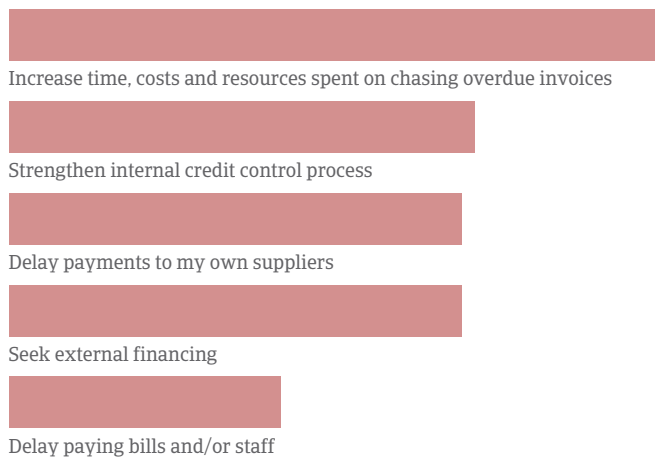 Increase time, costs and resources spent on chasing overdue invoices
Strengthen internal credit control process
Delay payments to my own suppliers
Seek external financing
Delay paying bills and/or staff